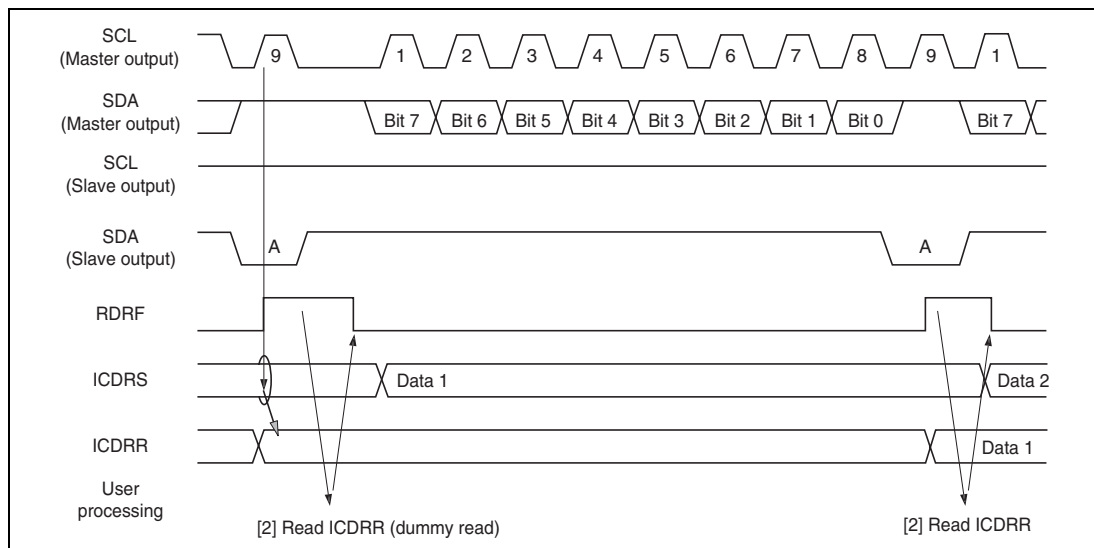 SCL
(Master output)
9 1 2 3 4 5 6 7 8 9 1
SDA
(Master output)
Bit 7 Bit 6 Bit 5 Bit 4 Bit 3 Bit 2 Bit 1 Bit 0 Bit 7
SCL
(Slave output)
SDA
(Slave output)
A A
RDRF
ICDRS
Data 1 Data 2
ICDRR
Data 1
User
processing
[2] Read ICDRR (dummy read) [2] Read ICDRR